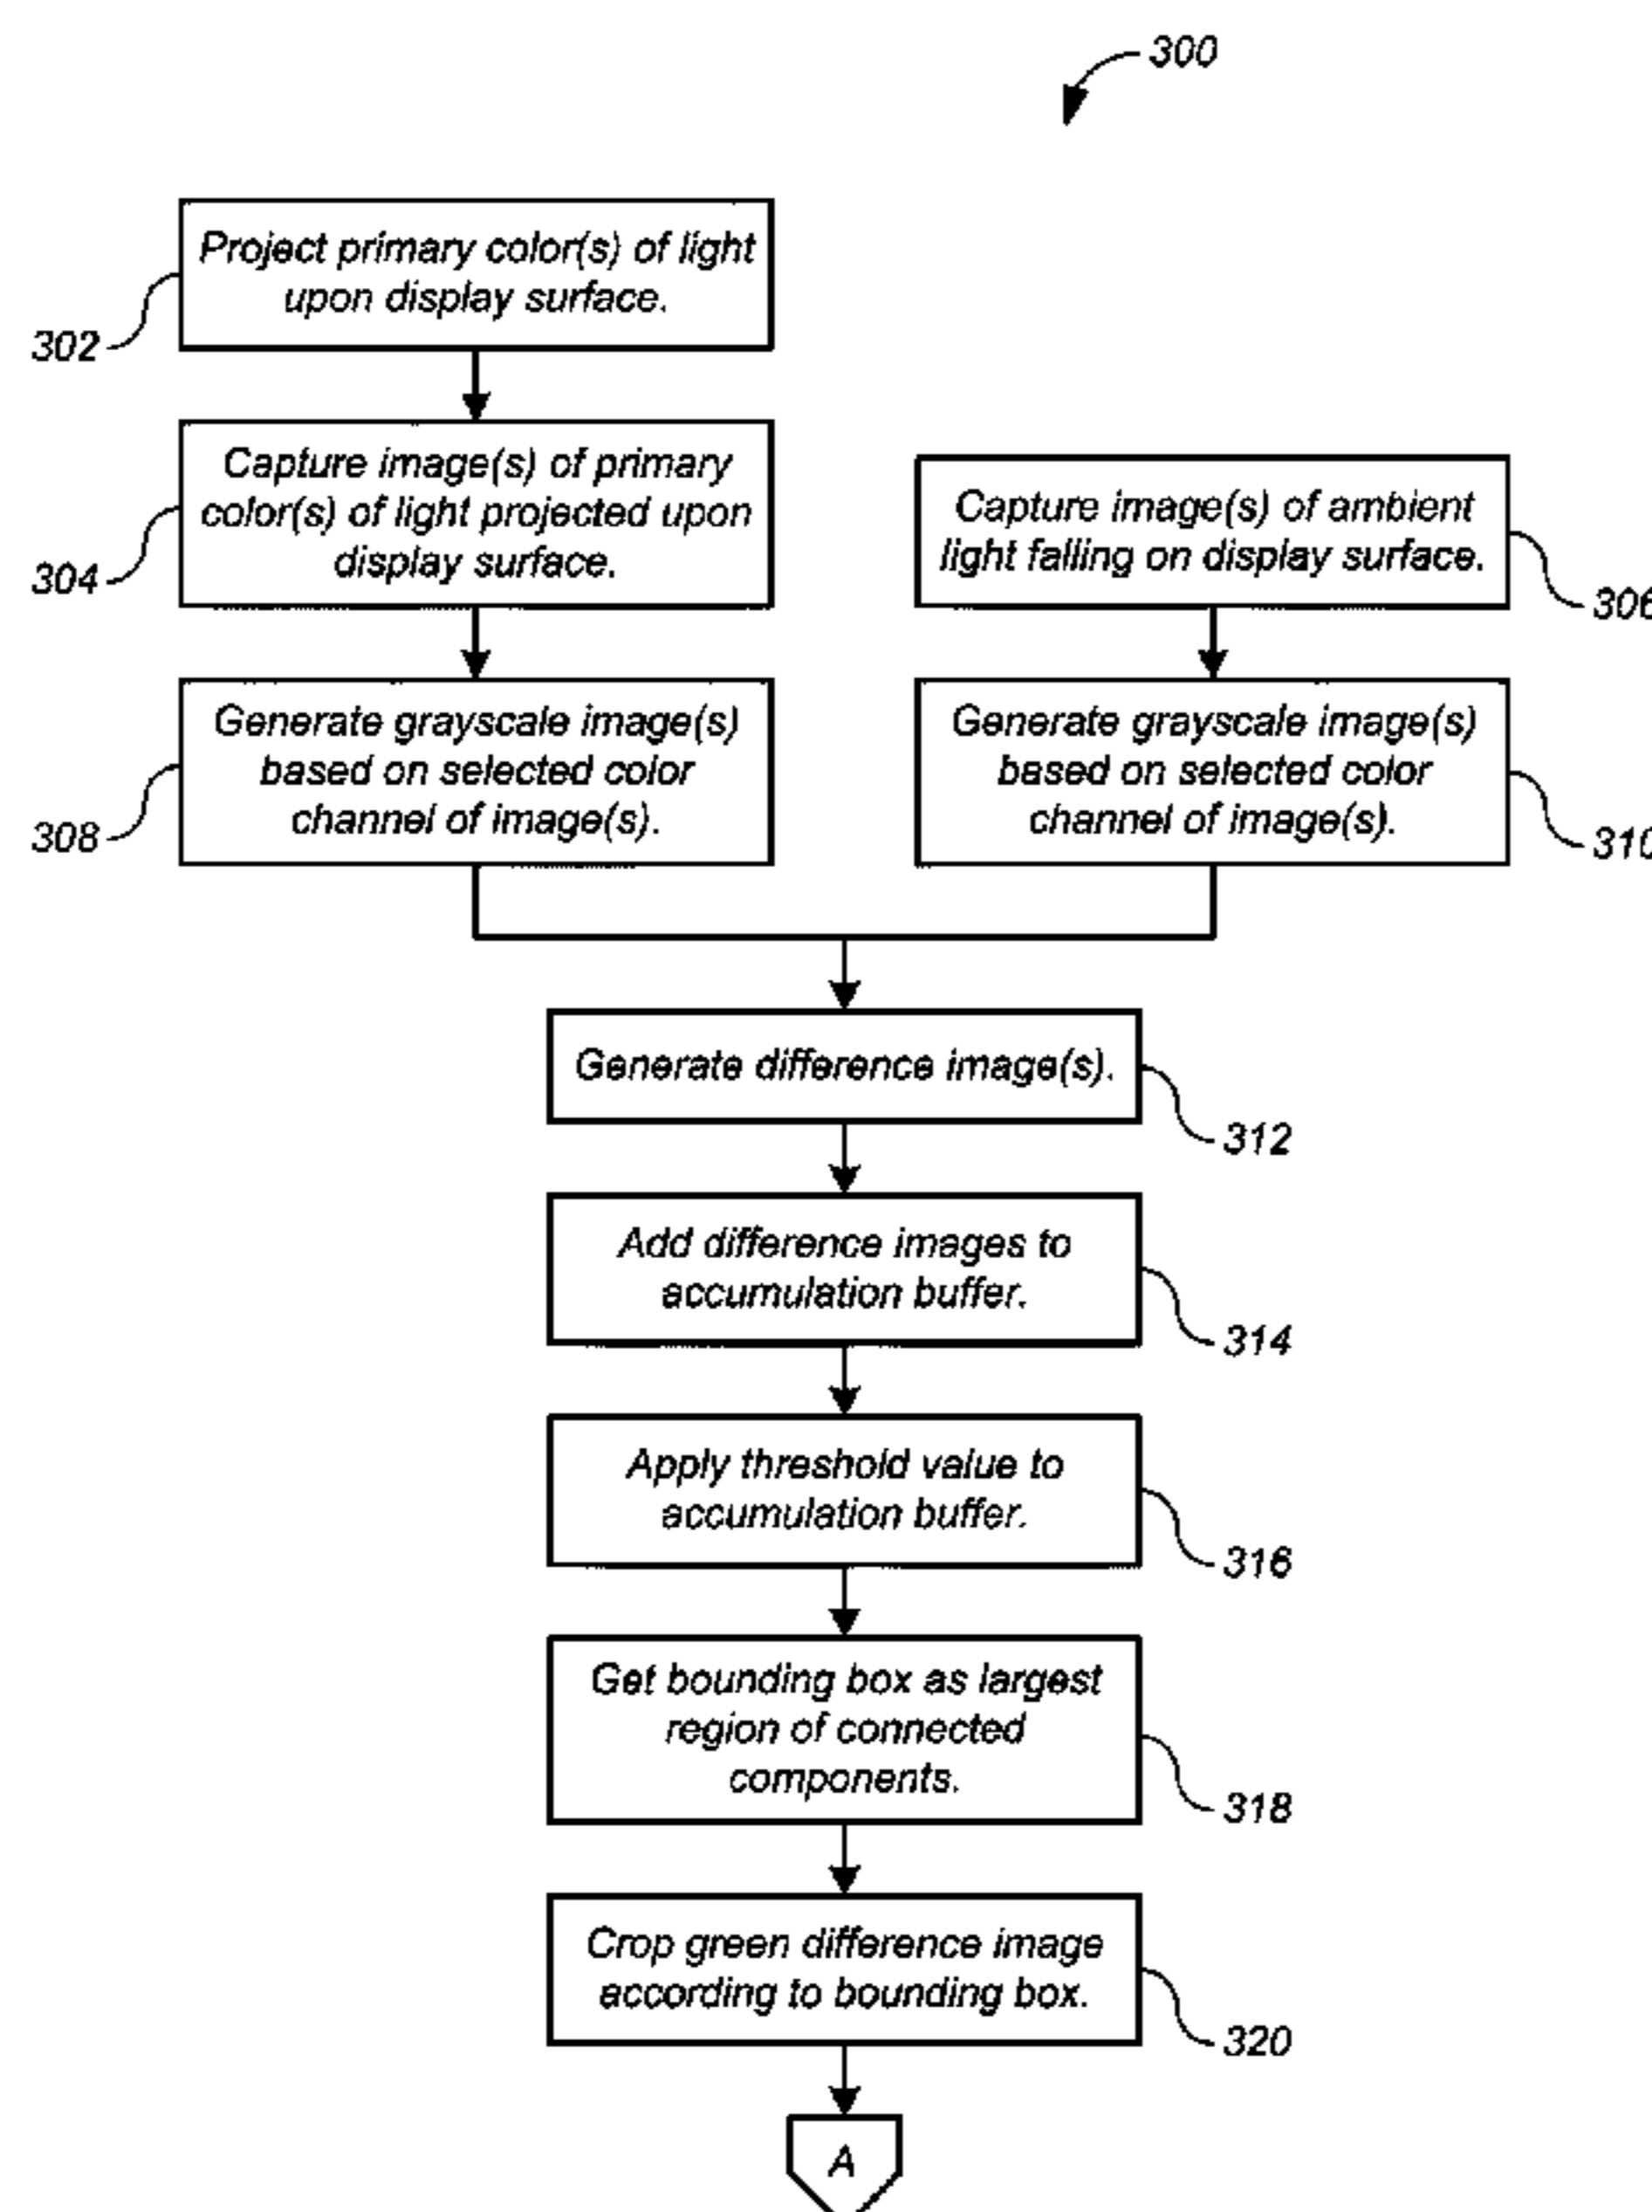 300
Project primary color(s) of light
upon display surface.
302
Capture image(s) of primary
color(s) of light projected upon
display surface.
304
Capture image(s) of ambient
light falling on display surface.
306
Generate grayscale image(s)
based on selected color
channel of image(s).
308
Generate grayscale image(s)
based on selected color
channel of image(s).
310
Generate difference image(s).
312
Add difference images to
accumulation buffer.
314
Apply threshold value to
accumulation buffer.
316
Get bounding box as largest
region of connected
components.
318
Crop green difference image
according to bounding box.
320
A